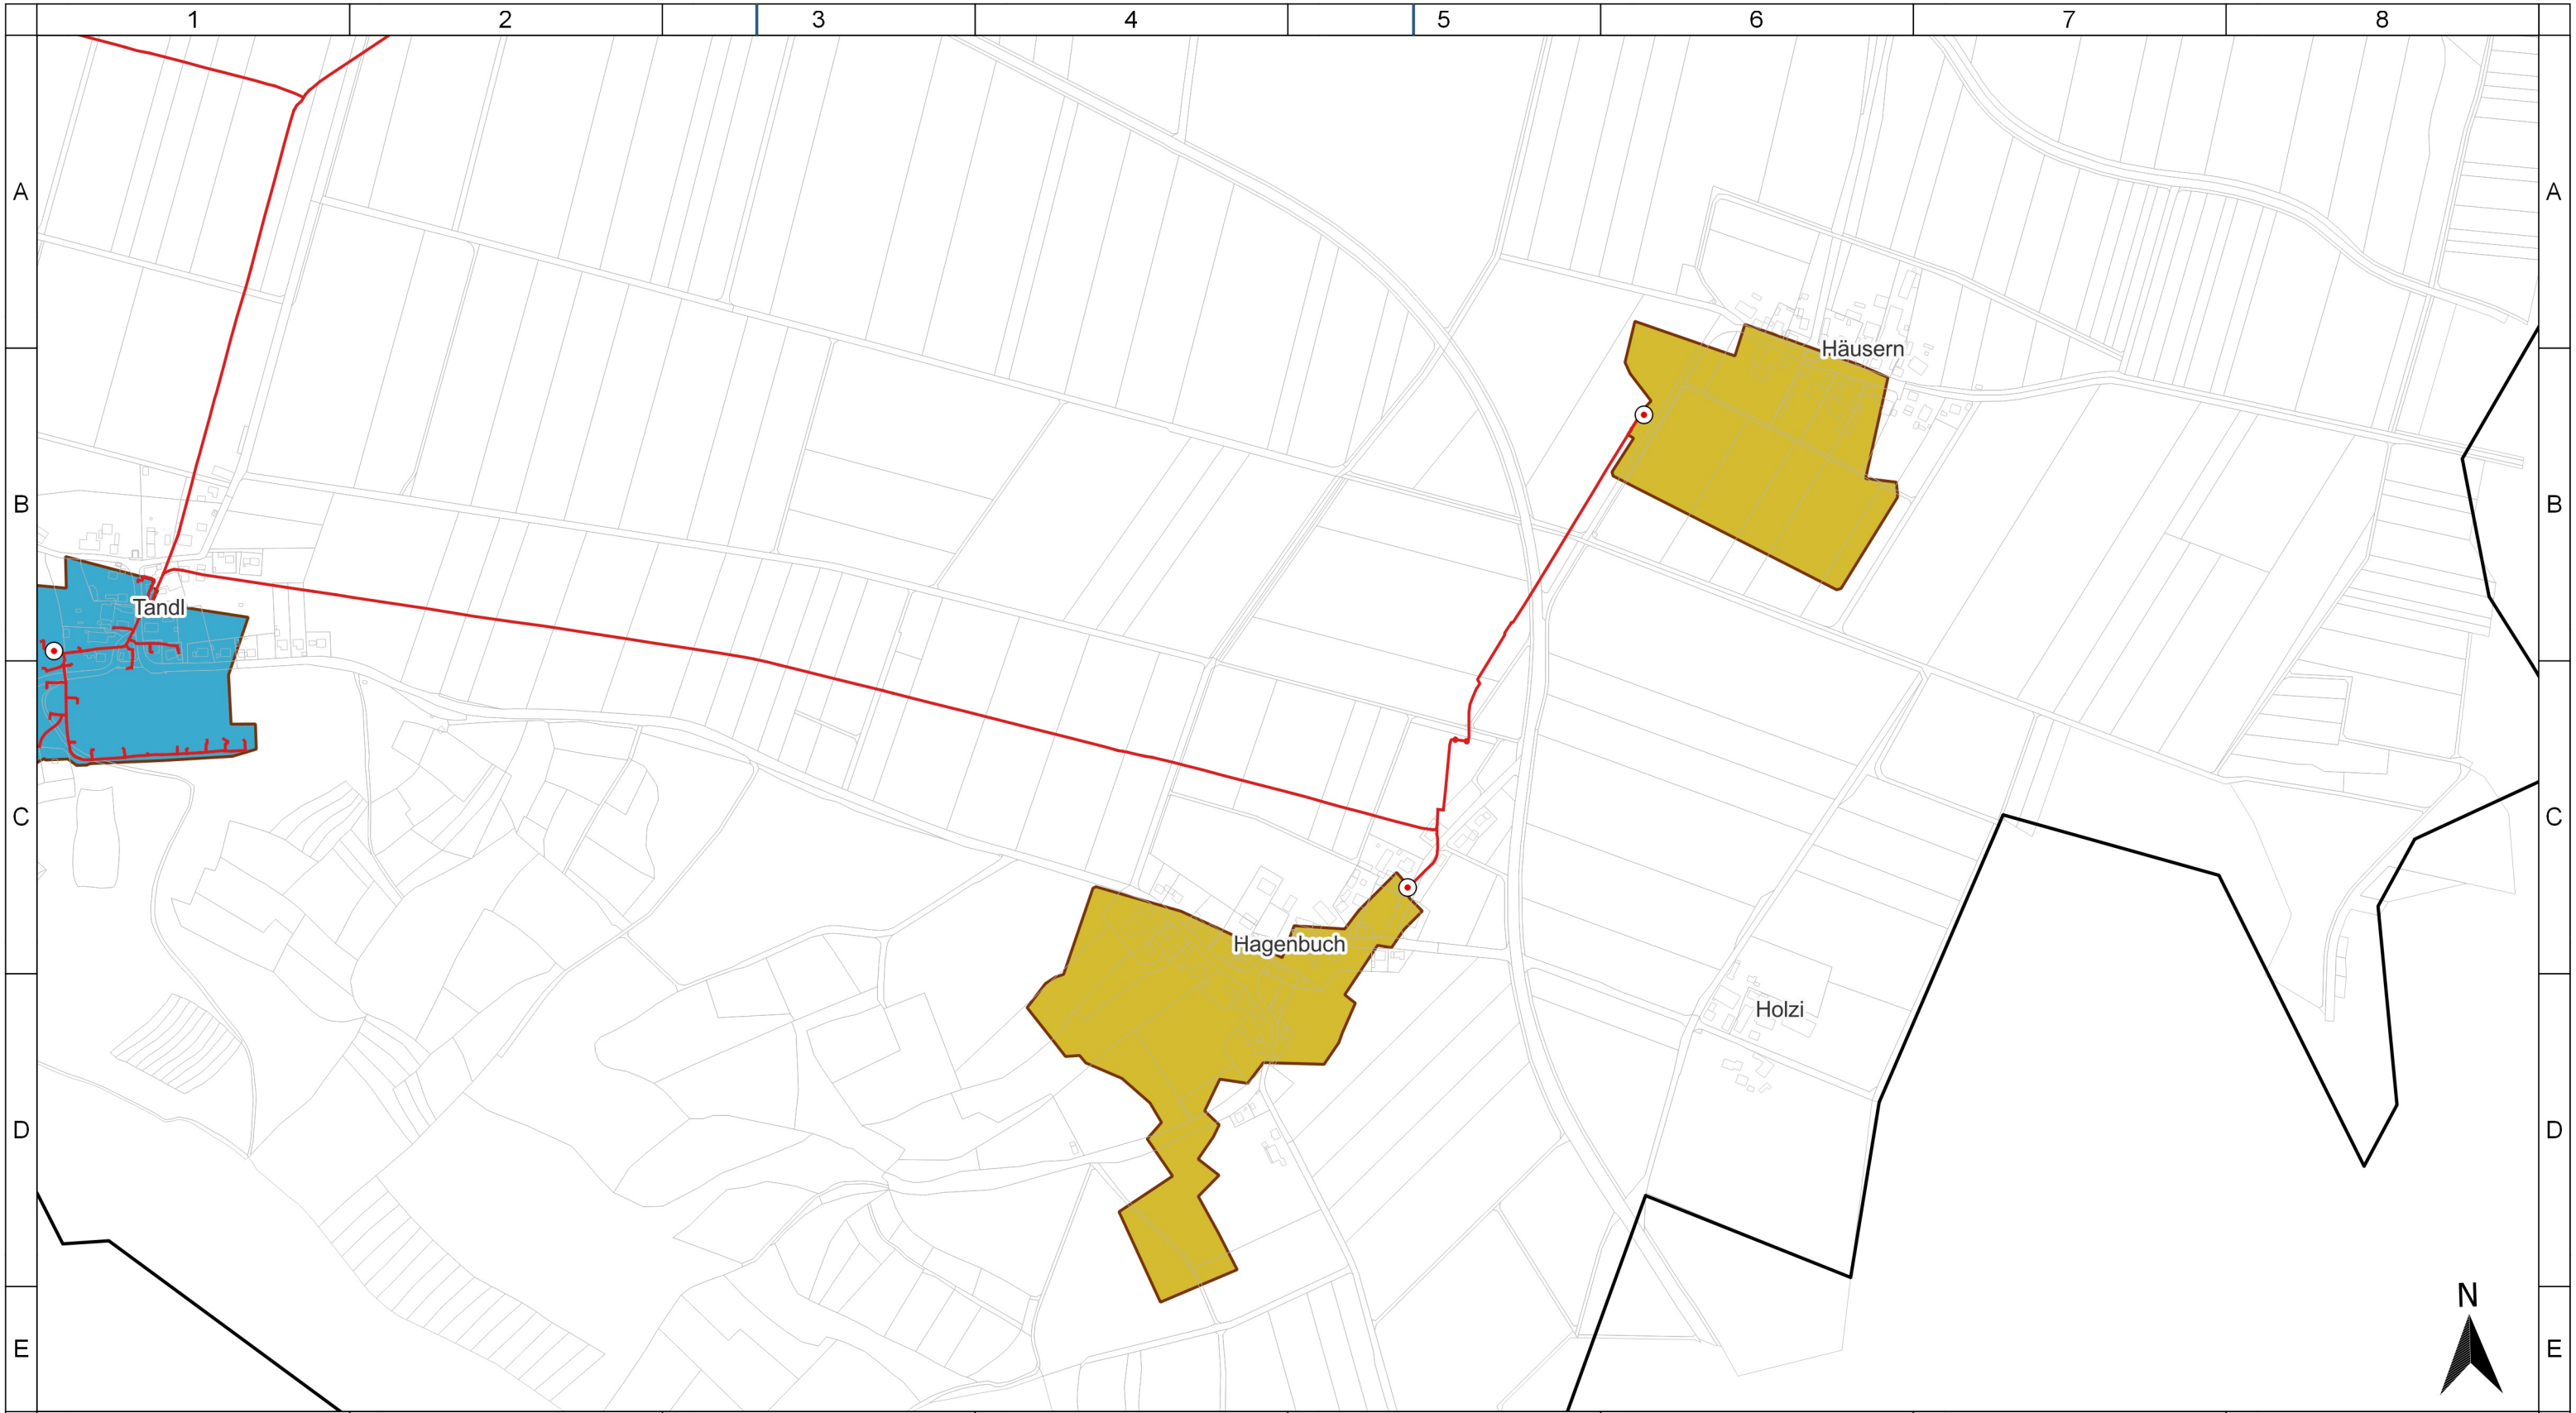 1 2 3 4 5 6 7 8
A A
Häusern
B B
Tandl
C C
Hagenbuch
Holzi
D D
N
E E